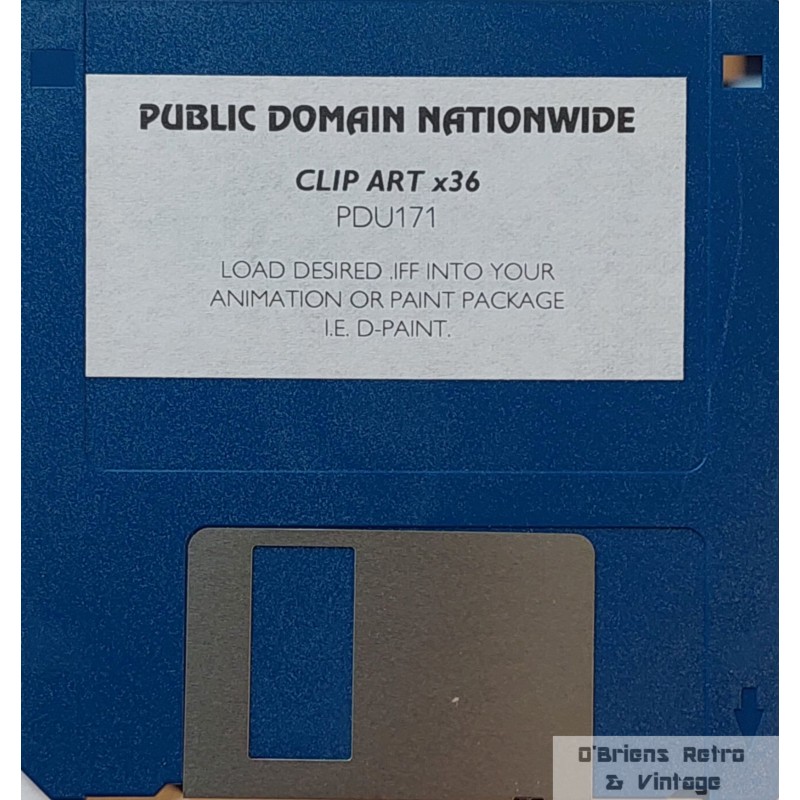 PUBLIC DOMAIN NATIONWIDE
CLIP ART x36
PDU171
LOAD DESIRED .IFF INTO YOUR
ANIMATION OR PAINT PACKAGE
I.E. D-PAINT.
O'Briens Retro
& Vintage